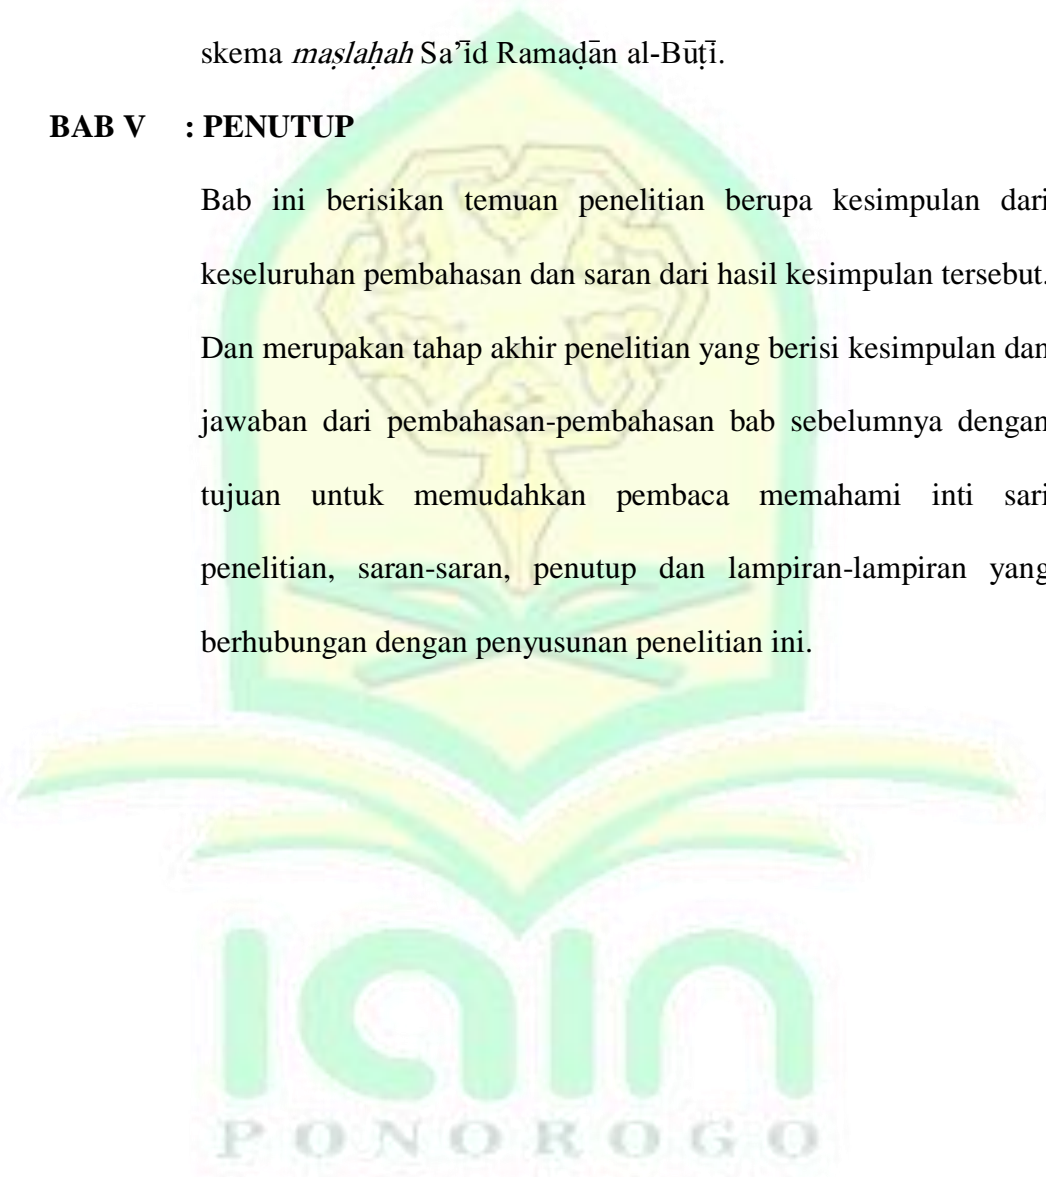 skema maṣlaḥah Sa’īd Ramaḍān al-Būṭī.
BAB V : PENUTUP
Bab ini berisikan temuan penelitian berupa kesimpulan dari
keseluruhan pembahasan dan saran dari hasil kesimpulan tersebut.
Dan merupakan tahap akhir penelitian yang berisi kesimpulan dan
jawaban dari pembahasan-pembahasan bab sebelumnya dengan
tujuan untuk memudahkan pembaca memahami inti sari
penelitian, saran-saran, penutup dan lampiran-lampiran yang
berhubungan dengan penyusunan penelitian ini.
iain
PONOROGO